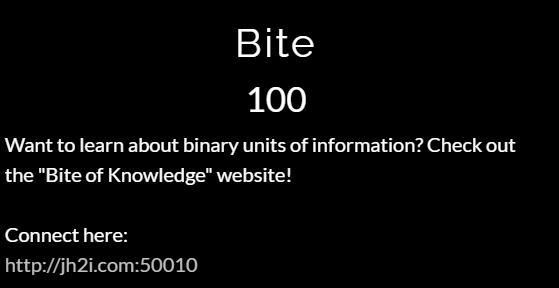 Bite
100
Want to learn about binary units of information? Check out
the "Bite of Knowledge" website!
Connect here:
http://jh2i.com:50010